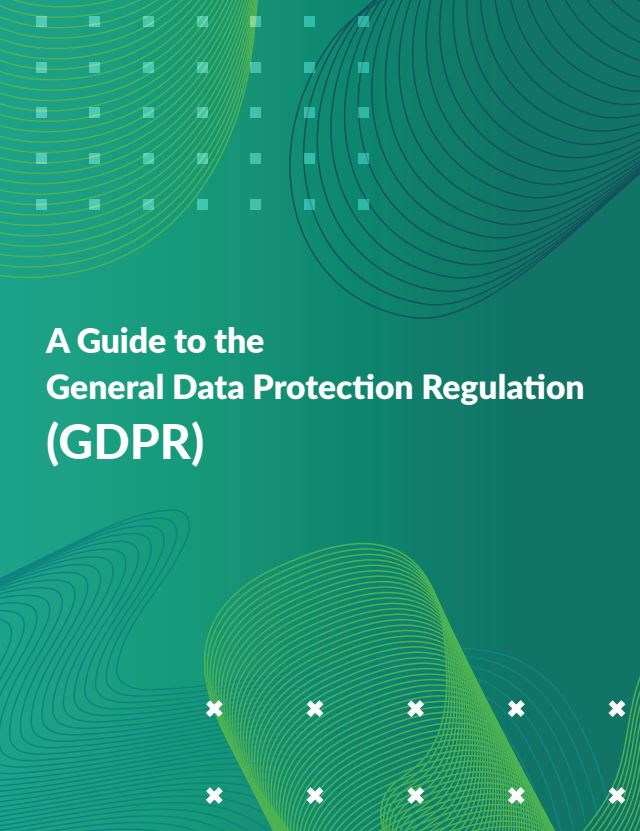 A Guide to the
General Data Protection Regulation
(GDPR)